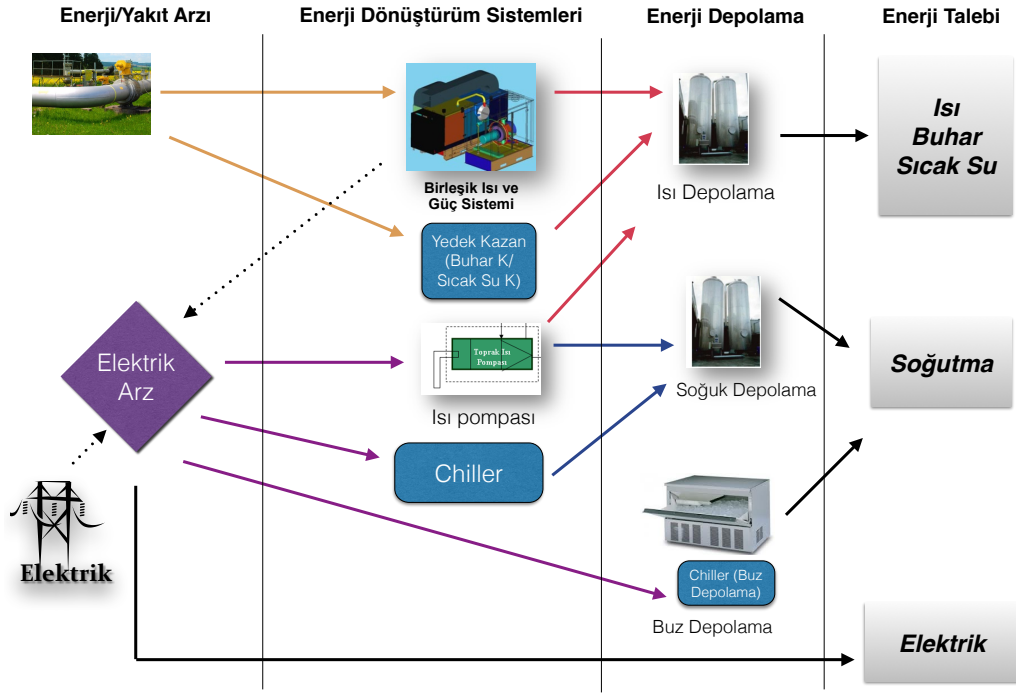 Enerji/Yakıt Arzı
Enerji Dönüştürüm Sistemleri
Enerji Depolama
Enerji Talebi
Birleşik Isı ve
Güç Sistemi
Yedek Kazan
(Buhar K/
Sıcak Su K)
Isı Depolama
Isı
Buhar
Sıcak Su
Elektrik
Arz
Toprak Isı
Pompası
Isı pompası
Soğuk Depolama
Soğutma
Chiller
Elektrik
Chiller (Buz
Depolama)
Buz Depolama
Elektrik